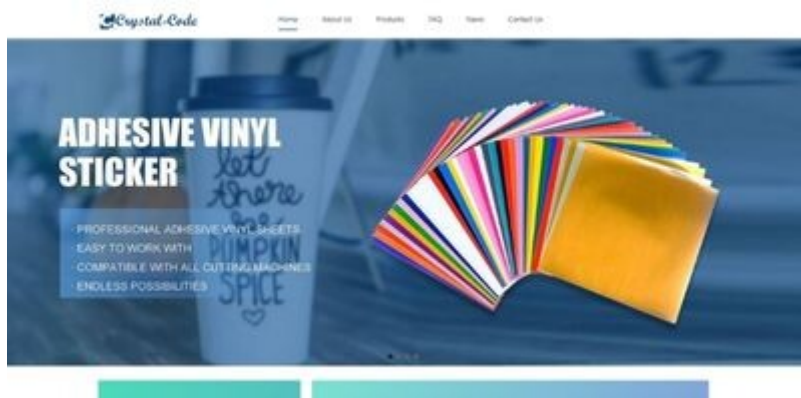 Crystal-Code
Home About Us Products FAQ News Contact Us
ADHESIVE VINYL
STICKER
let
there
be
PUMPKIN
SPICE
· PROFESSIONAL ADHESIVE VINYL SHEETS
· EASY TO WORK WITH
· COMPATIBLE WITH ALL CUTTING MACHINES
· ENDLESS POSSIBILITIES